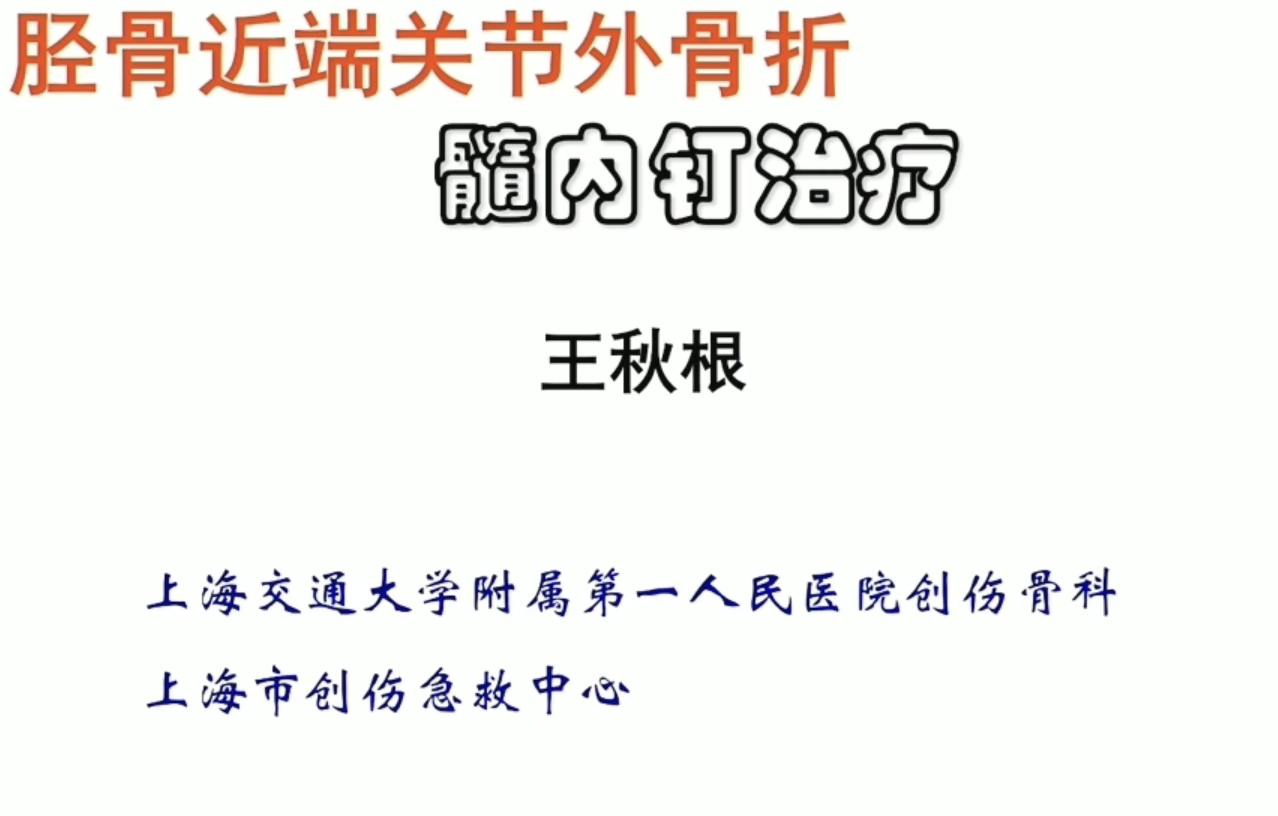 胫骨近端关节外骨折
髓内钉治疗
王秋根
上海交通大学附属第一人民医院创伤骨科
上海市创伤急救中心